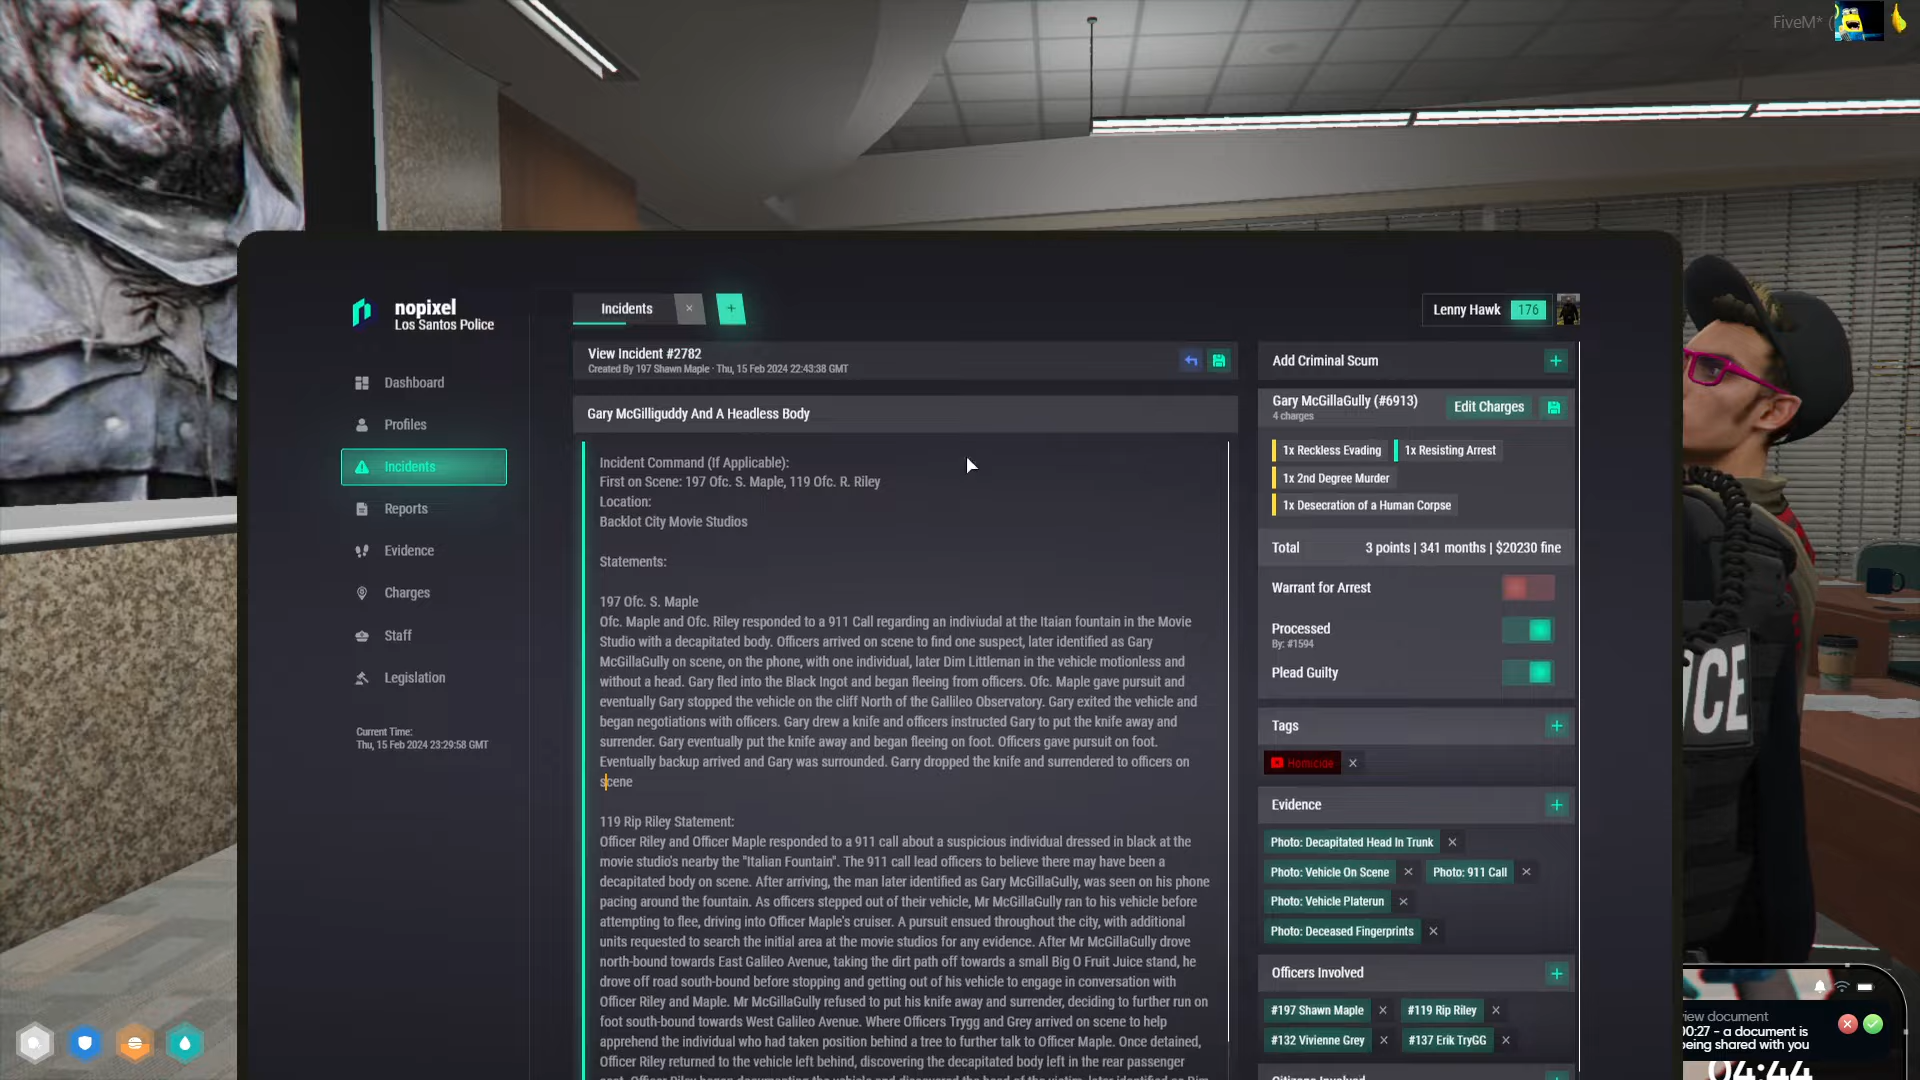 FiveM* (
nopixel
Los Santos Police
Dashboard
Profiles
Incidents
Reports
Evidence
Charges
Staff
Legislation
Current Time:
Thu, 15 Feb 2024 23:29:58 GMT
Incidents
×
+
View Incident #2782
Created By 197 Shawn Maple · Thu, 15 Feb 2024 22:43:38 GMT
Gary McGilliguddy And A Headless Body
Incident Command (If Applicable):
First on Scene: 197 Ofc. S. Maple, 119 Ofc. R. Riley
Location:
Backlot City Movie Studios
Statements:
197 Ofc. S. Maple
Ofc. Maple and Ofc. Riley responded to a 911 Call regarding an indiviudal at the Itaian fountain in the Movie
Studio with a decapitated body. Officers arrived on scene to find one suspect, later identified as Gary
McGillaGully on scene, on the phone, with one individual, later Dim Littleman in the vehicle motionless and
without a head. Gary fled into the Black Ingot and began fleeing from officers. Ofc. Maple gave pursuit and
eventually Gary stopped the vehicle on the cliff North of the Gallileo Observatory. Gary exited the vehicle and
began negotiations with officers. Gary drew a knife and officers instructed Gary to put the knife away and
surrender. Gary eventually put the knife away and began fleeing on foot. Officers gave pursuit on foot.
Eventually backup arrived and Gary was surrounded. Garry dropped the knife and surrendered to officers on
scene
119 Rip Riley Statement:
Officer Riley and Officer Maple responded to a 911 call about a suspicious individual dressed in black at the
movie studio's nearby the "Italian Fountain". The 911 call lead officers to believe there may have been a
decapitated body on scene. After arriving, the man later identified as Gary McGillaGully, was seen on his phone
pacing around the fountain. As officers stepped out of their vehicle, Mr McGillaGully ran to his vehicle before
attempting to flee, driving into Officer Maple's cruiser. A pursuit ensued throughout the city, with additional
units requested to search the initial area at the movie studios for any evidence. After Mr McGillaGully drove
north-bound towards East Galileo Avenue, taking the dirt path off towards a small Big O Fruit Juice stand, he
drove off road south-bound before stopping and getting out of his vehicle to engage in conversation with
Officer Riley and Maple. Mr McGillaGully refused to put his knife away and surrender, deciding to further run on
foot south-bound towards West Galileo Avenue. Where Officers Trygg and Grey arrived on scene to help
apprehend the individual who had taken position behind a tree to further talk to Officer Maple. Once detained,
Officer Riley returned to the vehicle left behind, discovering the decapitated body left in the rear passenger
Lenny Hawk 176
Add Criminal Scum
+
Gary McGillaGully (#6913)
4 charges
Edit Charges
1x Reckless Evading
1x Resisting Arrest
1x 2nd Degree Murder
1x Desecration of a Human Corpse
Total
3 points | 341 months | $20230 fine
Warrant for Arrest
Processed
By: #1594
Plead Guilty
Tags
+
Homicide ×
Evidence
+
Photo: Decapitated Head In Trunk ×
Photo: Vehicle On Scene × Photo: 911 Call ×
Photo: Vehicle Platerun ×
Photo: Deceased Fingerprints ×
Officers Involved
+
#197 Shawn Maple × #119 Rip Riley ×
#132 Vivienne Grey × #137 Erik TryGG ×
ICE
view document
00:27 - a document is
being shared with you
04:44